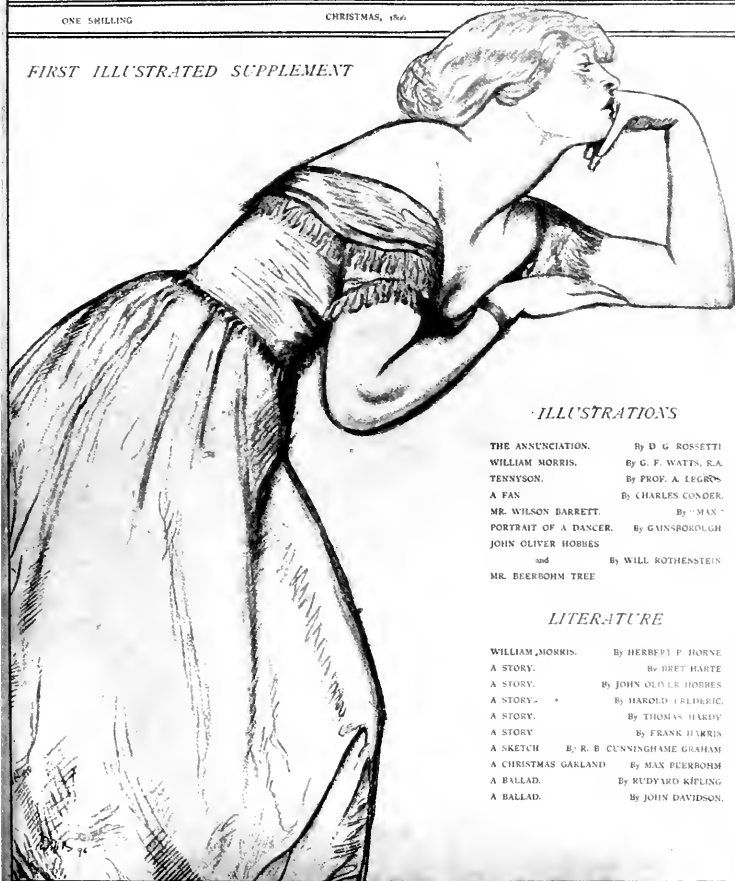 ONE SHILLING
CHRISTMAS, 1896
FIRST ILLUSTRATED SUPPLEMENT
ILLUSTRATIONS
THE ANNUNCIATION. By D. G. ROSSETTI
WILLIAM MORRIS. By G. F. WATTS, R.A.
TENNYSON. By PROF. A. LEGROS
A FAN By CHARLES CONDER.
MR. WILSON BARRETT. By "MAX"
PORTRAIT OF A DANCER. By GAINSBOROUGH
JOHN OLIVER HOBBES
and By WILL ROTHENSTEIN
MR. BEERBOHM TREE
LITERATURE
WILLIAM MORRIS. By HERBERT P. HORNE
A STORY. By BRET HARTE
A STORY. By JOHN OLIVER HOBBES
A STORY. By HAROLD FREDERIC.
A STORY. By THOMAS HARDY
A STORY By FRANK HARRIS
A SKETCH By R. B. CUNNINGHAME GRAHAM
A CHRISTMAS GARLAND By MAX BEERBOHM
A BALLAD. By RUDYARD KIPLING
A BALLAD. By JOHN DAVIDSON.
96